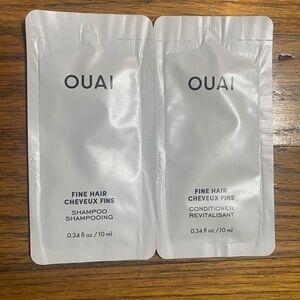 OUAI
FINE HAIR
CHEVEUX FINS
SHAMPOO
SHAMPOOING
0.34 fl oz / 10 ml
OUAI
FINE HAIR
CHEVEUX FINS
CONDITIONER
REVITALISANT
0.34 fl oz / 10 ml